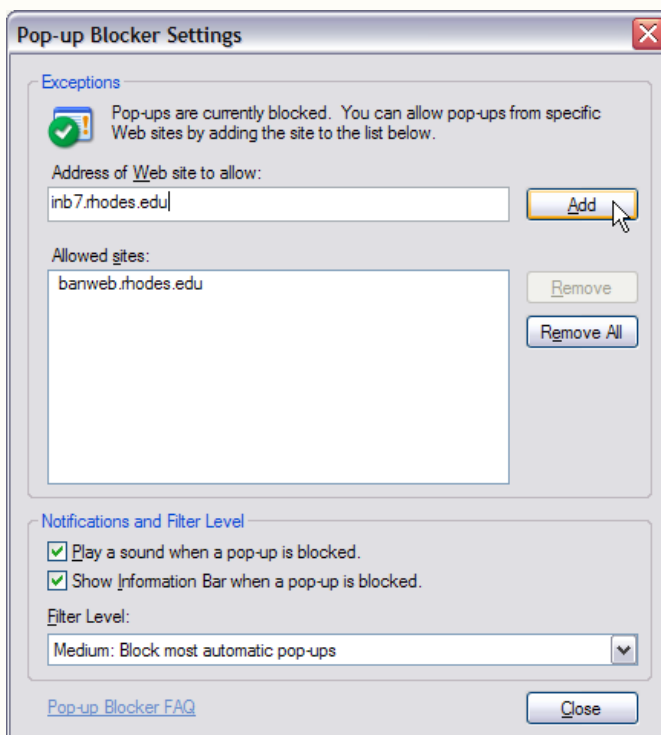 Pop-up Blocker Settings
Exceptions
Pop-ups are currently blocked. You can allow pop-ups from specific
Web sites by adding the site to the list below.
Address of Web site to allow:
inb7.rhodes.edu
Add
Allowed sites:
banweb.rhodes.edu
Remove
Remove All
Notifications and Filter Level
Play a sound when a pop-up is blocked.
Show Information Bar when a pop-up is blocked.
Filter Level:
Medium: Block most automatic pop-ups
Pop-up Blocker FAQ
Close